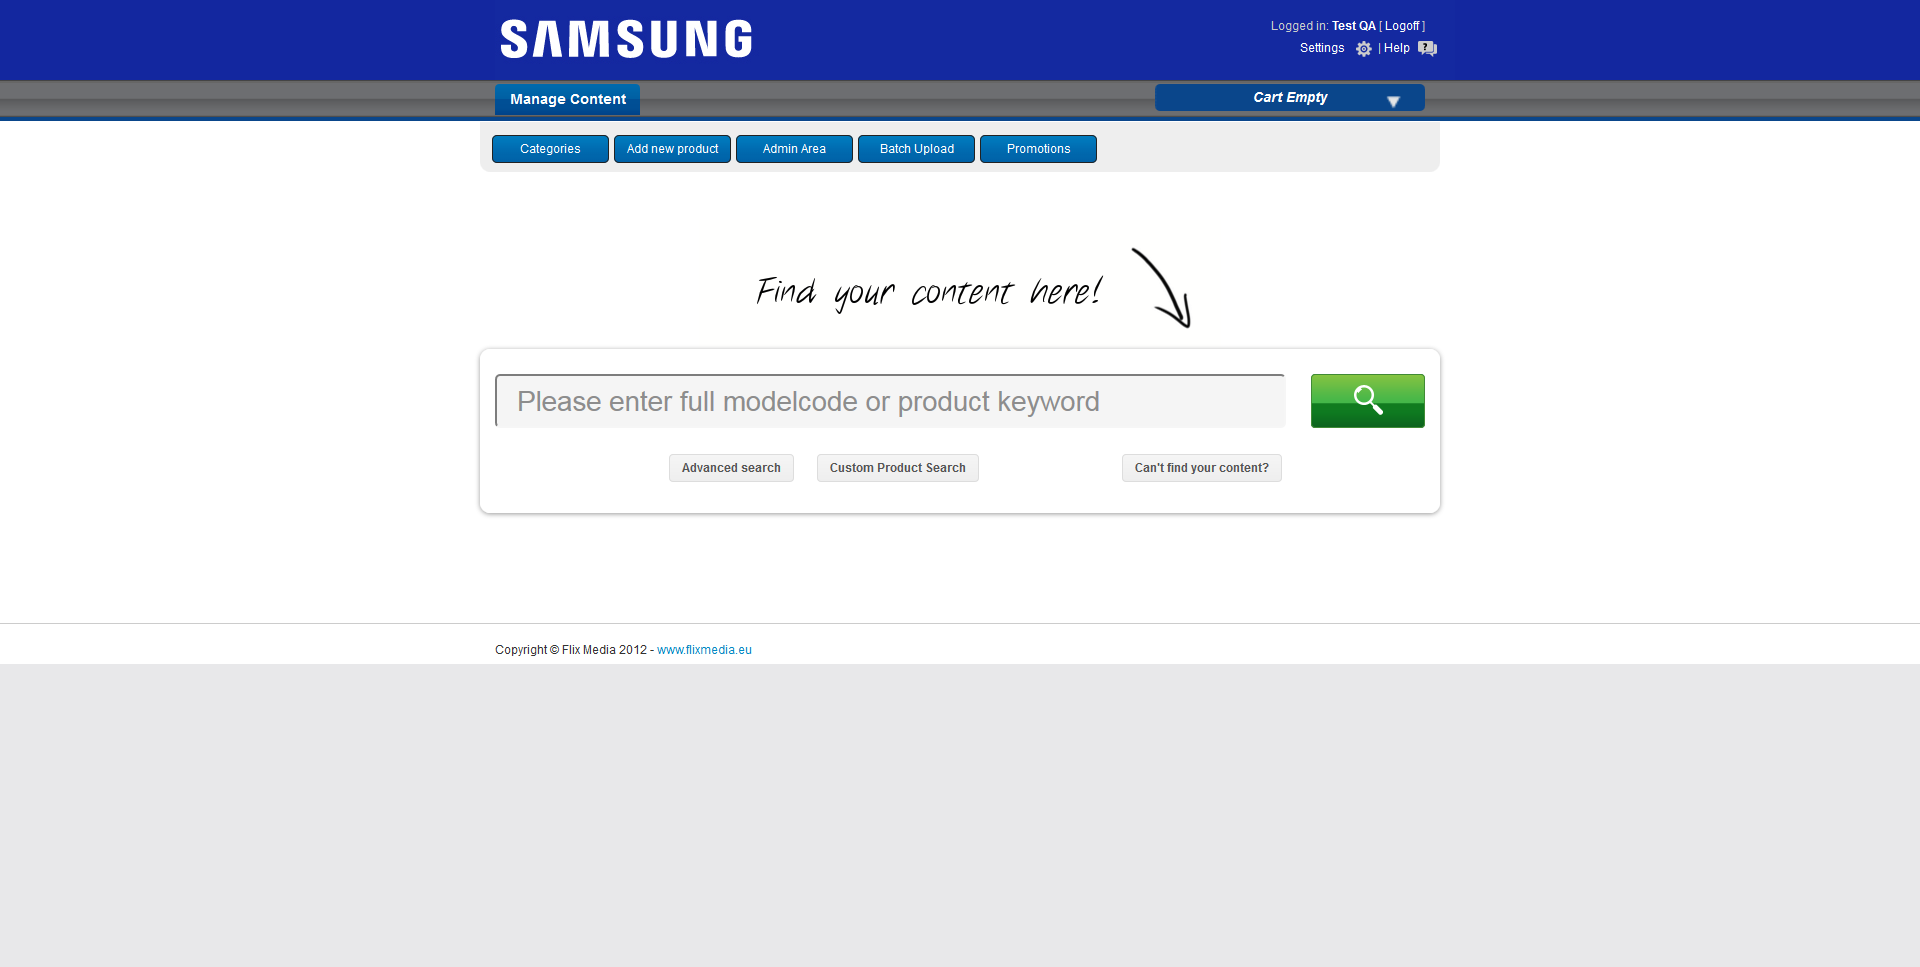 SAMSUNG
Logged in: Test QA [ Logoff ]
Settings | Help
Manage Content
Cart Empty
Categories
Add new product
Admin Area
Batch Upload
Promotions
Find your content here!
Please enter full modelcode or product keyword
Advanced search
Custom Product Search
Can't find your content?
Copyright © Flix Media 2012 - www.flixmedia.eu